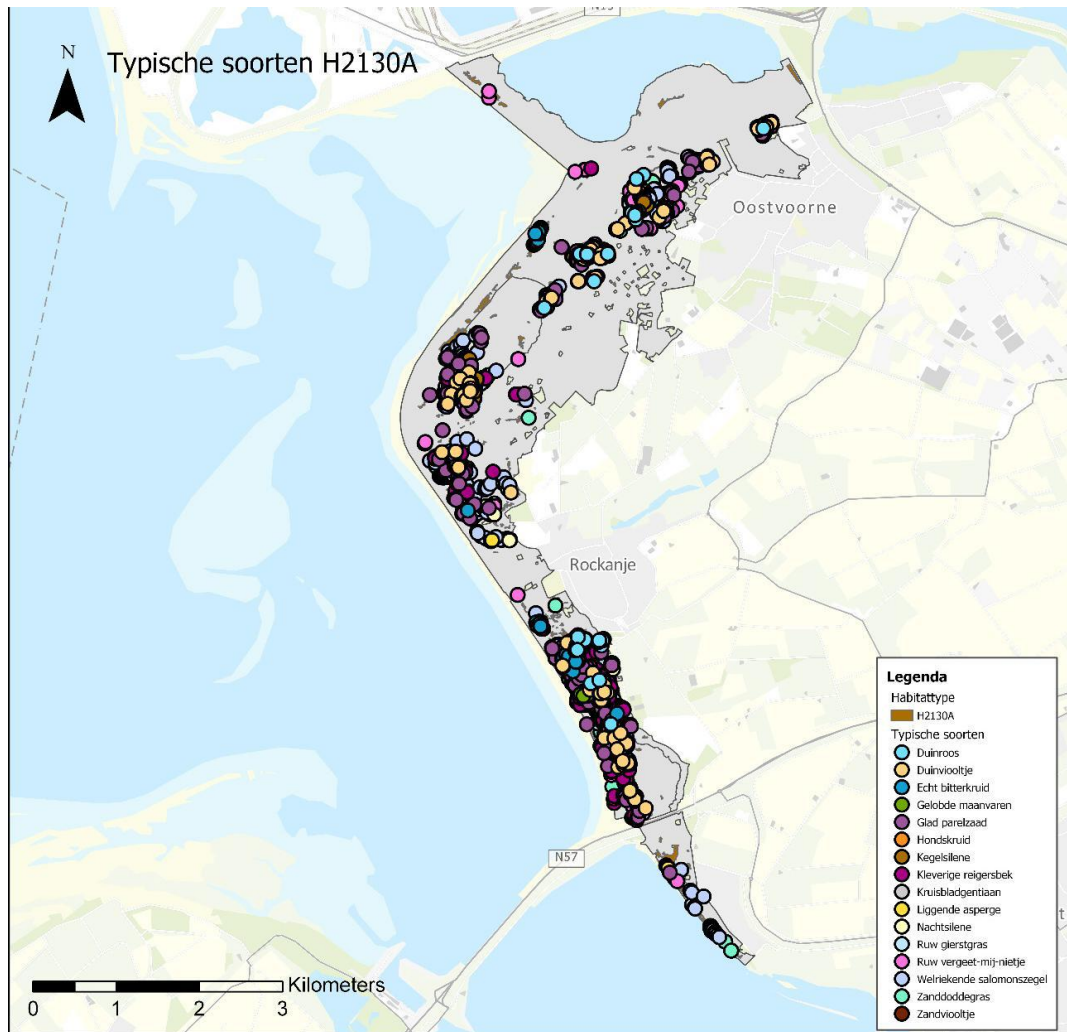 N15
N
Typische soorten H2130A
Oostvoorne
Rockanje
N57
Legenda
Habitattype
H2130A
Typische soorten
Duinroos
Duinviooltje
Echt bitterkruid
Gelobde maanvaren
Glad parelzaad
Hondskruid
Kegelsilene
Kleverige reigersbek
Kruisbladgentiaan
Liggende asperge
Nachtsilene
Ruw gierstgras
Ruw vergeet-mij-nietje
Welriekende salomonszegel
Zanddoddegras
Zandviooltje
Kilometers
0 1 2 3